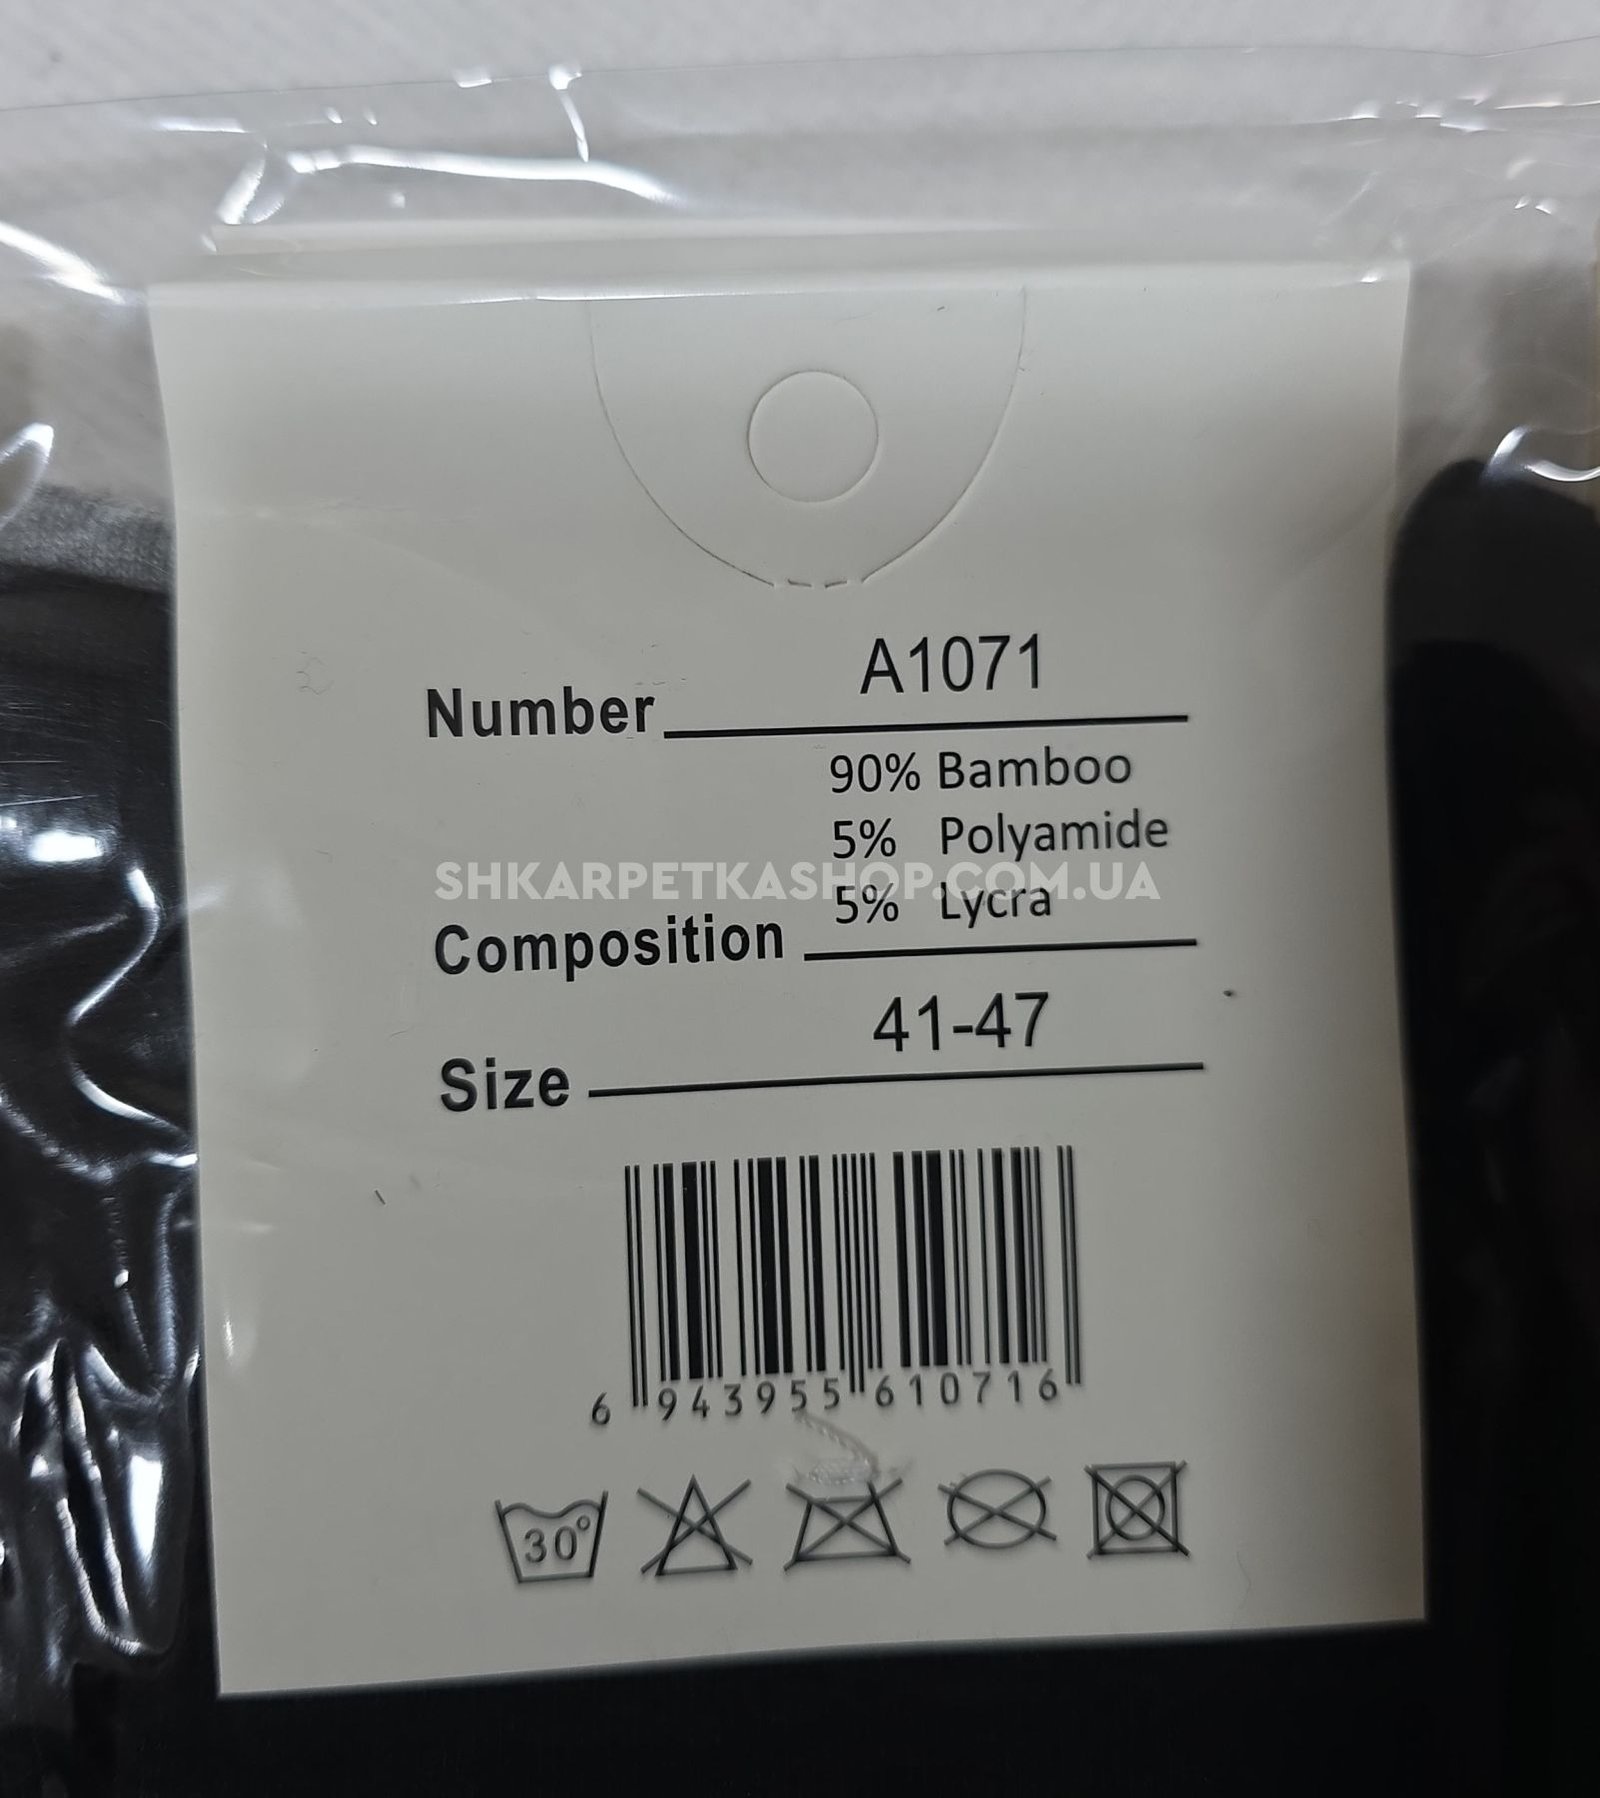 Number A1071
90% Bamboo
5% Polyamide
SHKARPETKASHOP.COM.UA
Composition 5% Lycra
Size 41-47
6 943955 610716
30°